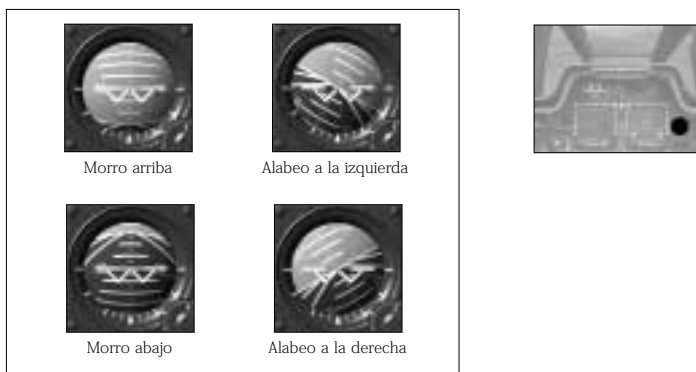 Morro arriba
Alabeo a la izquierda
Morro abajo
Alabeo a la derecha